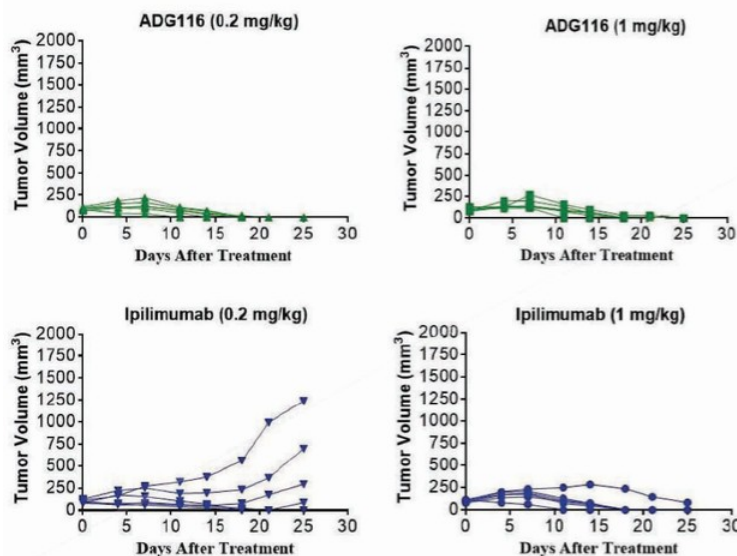 ADG116 (0.2 mg/kg)
Tumor Volume (mm³)
2000
1750
1500
1250
1000
750
500
250
0
0 5 10 15 20 25 30
Days After Treatment
ADG116 (1 mg/kg)
Tumor Volume (mm³)
2000
1750
1500
1250
1000
750
500
250
0
0 5 10 15 20 25 30
Days After Treatment
Ipilimumab (0.2 mg/kg)
Tumor Volume (mm³)
2000
1750
1500
1250
1000
750
500
250
0
0 5 10 15 20 25 30
Days After Treatment
Ipilimumab (1 mg/kg)
Tumor Volume (mm³)
2000
1750
1500
1250
1000
750
500
250
0
0 5 10 15 20 25 30
Days After Treatment